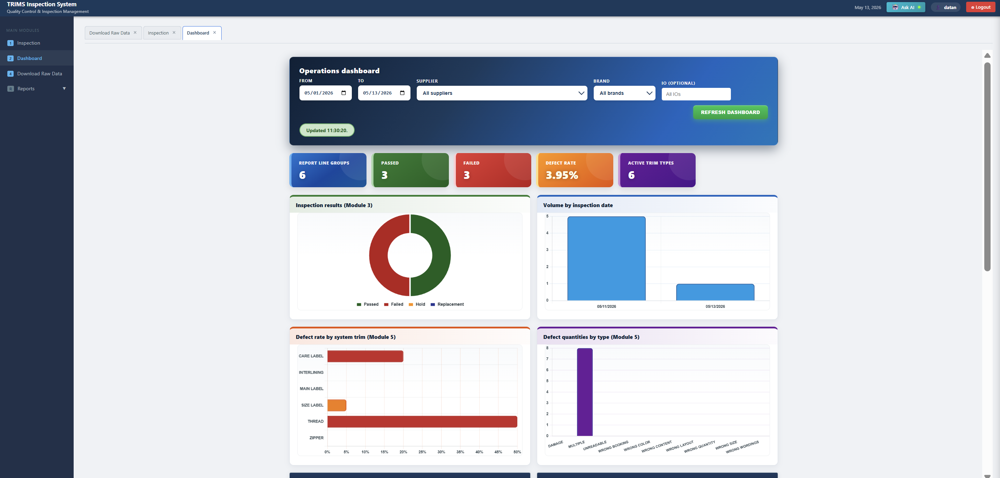 TRIMS Inspection System
Quality Control & Inspection Management
May 13, 2026
Ask AI
datan
Logout
MAIN MODULES
1 Inspection
2 Dashboard
4 Download Raw Data
R Reports
Download Raw Data
Inspection
Dashboard
Operations dashboard
FROM
TO
SUPPLIER
BRAND
IO (OPTIONAL)
05/01/2026
05/13/2026
All suppliers
All brands
All IOs
REFRESH DASHBOARD
Updated 11:30:20.
REPORT LINE GROUPS
6
PASSED
3
FAILED
3
DEFECT RATE
3.95%
ACTIVE TRIM TYPES
6
Inspection results (Module 3)
Passed
Failed
Hold
Replacement
Volume by inspection date
5
4
3
2
1
0
05/11/2026
05/13/2026
Defect rate by system trim (Module 5)
CARE LABEL
INTERLINING
MAIN LABEL
SIZE LABEL
THREAD
ZIPPER
0% 5% 10% 15% 20% 25% 30% 35% 40% 45% 50%
Defect quantities by type (Module 5)
8
7
6
5
4
3
2
1
0
DAMAGE
MULTIPLE
UNREADABLE
WRONG BOOKING
WRONG COLOR
WRONG CONTENT
WRONG LAYOUT
WRONG QUANTITY
WRONG SIZE
WRONG WORDINGS